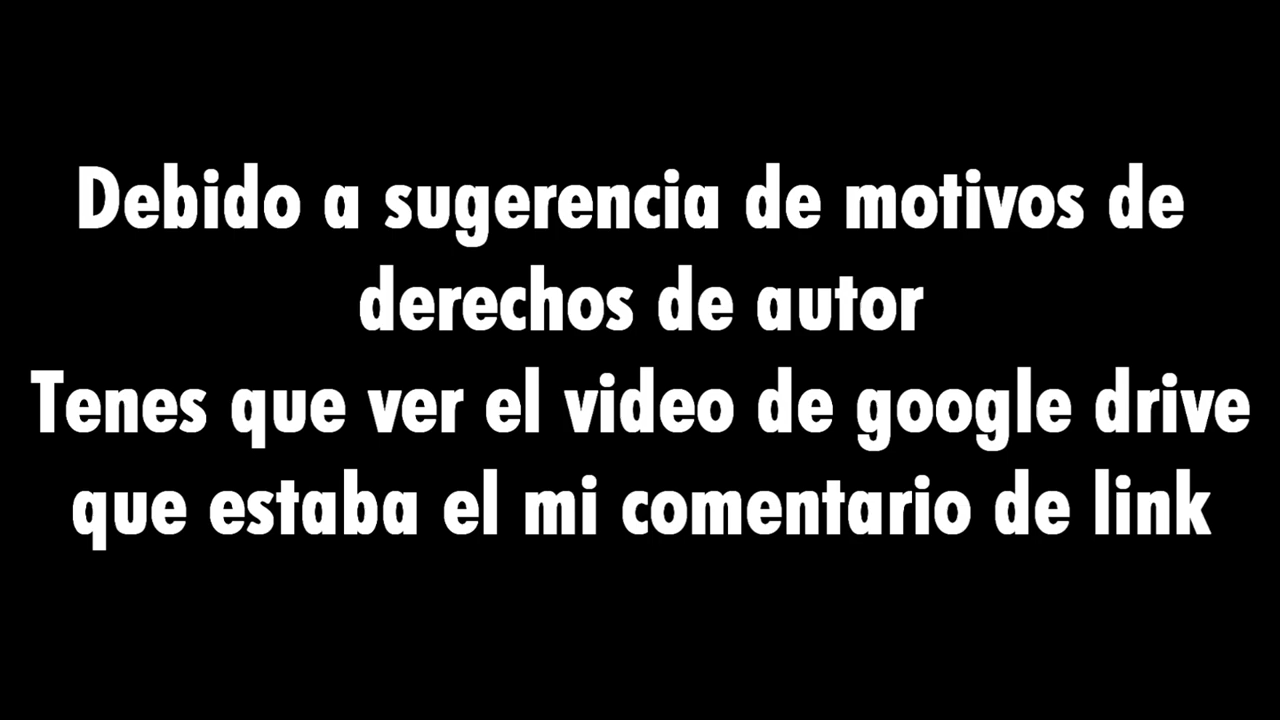 Debido a sugerencia de motivos de
derechos de autor
Tenes que ver el video de google drive
que estaba el mi comentario de link